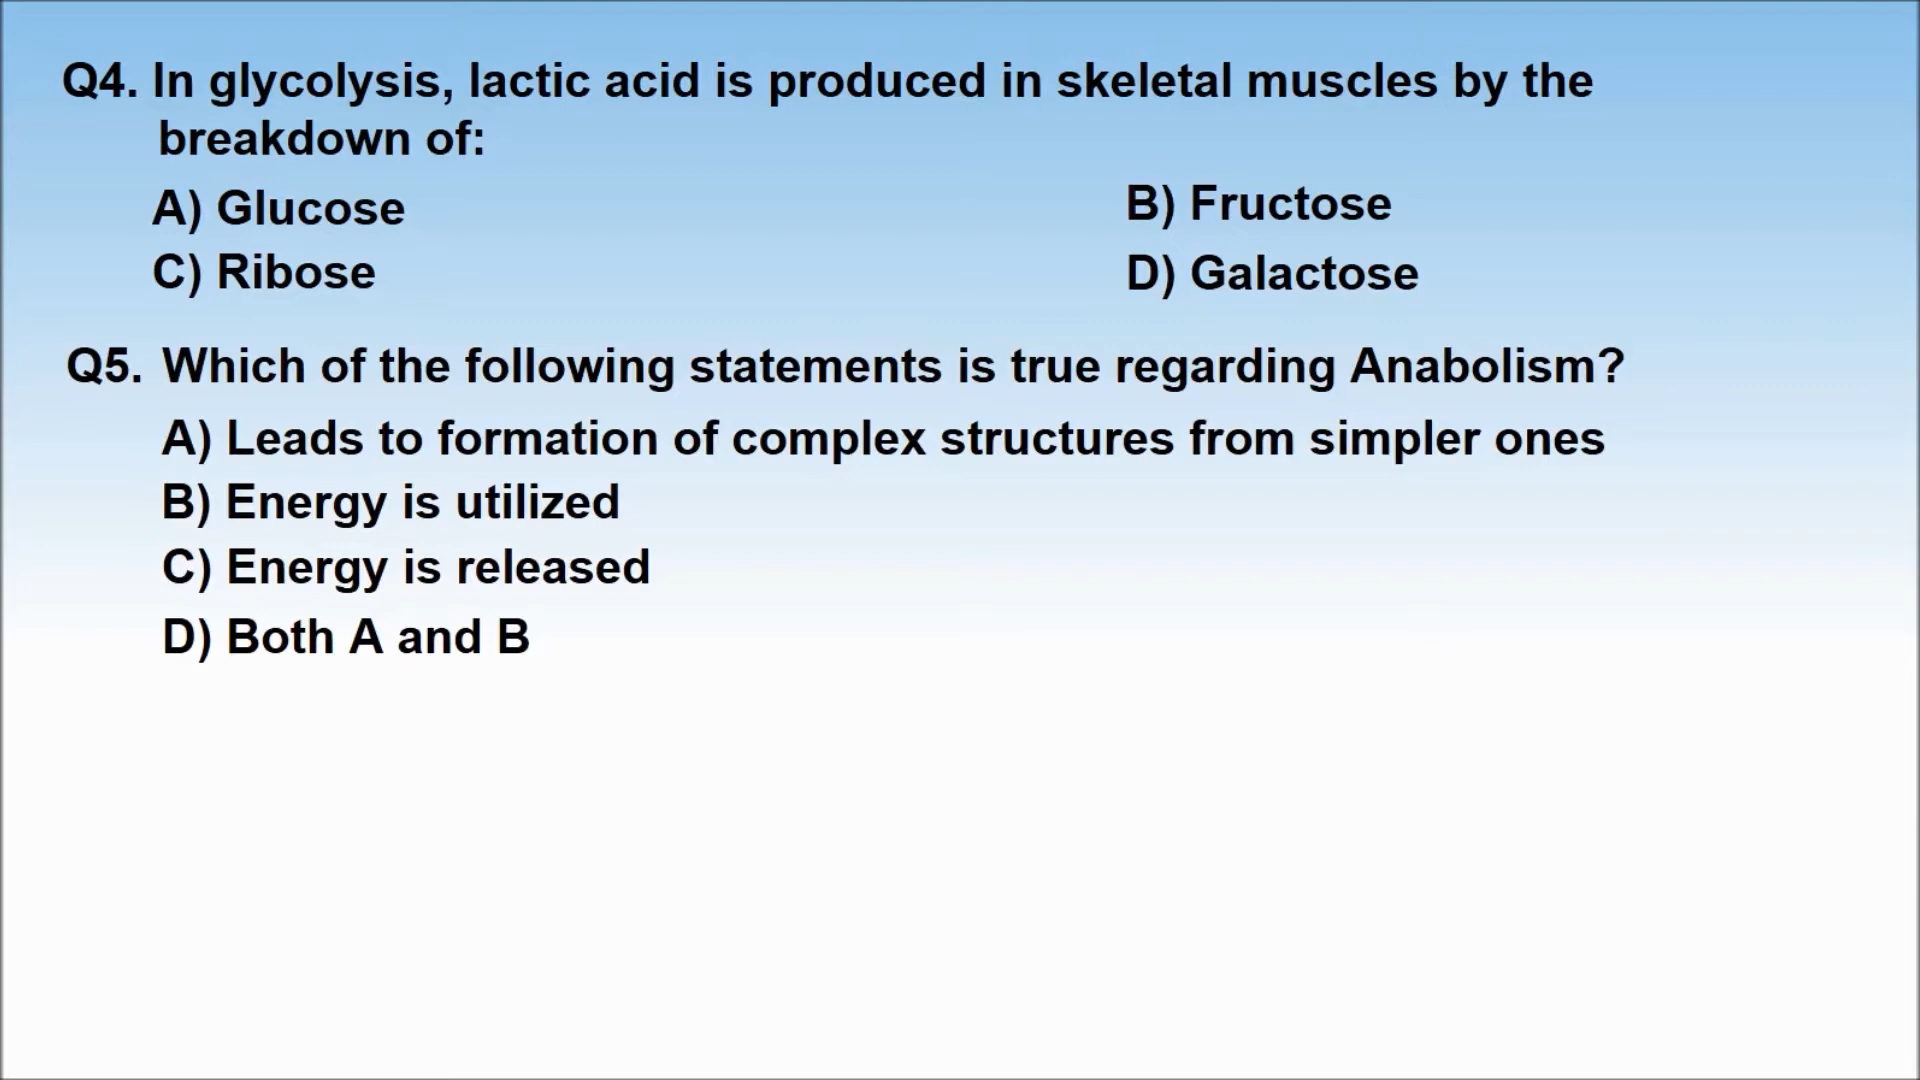 Q4. In glycolysis, lactic acid is produced in skeletal muscles by the
breakdown of:
A) Glucose
B) Fructose
C) Ribose
D) Galactose
Q5. Which of the following statements is true regarding Anabolism?
A) Leads to formation of complex structures from simpler ones
B) Energy is utilized
C) Energy is released
D) Both A and B